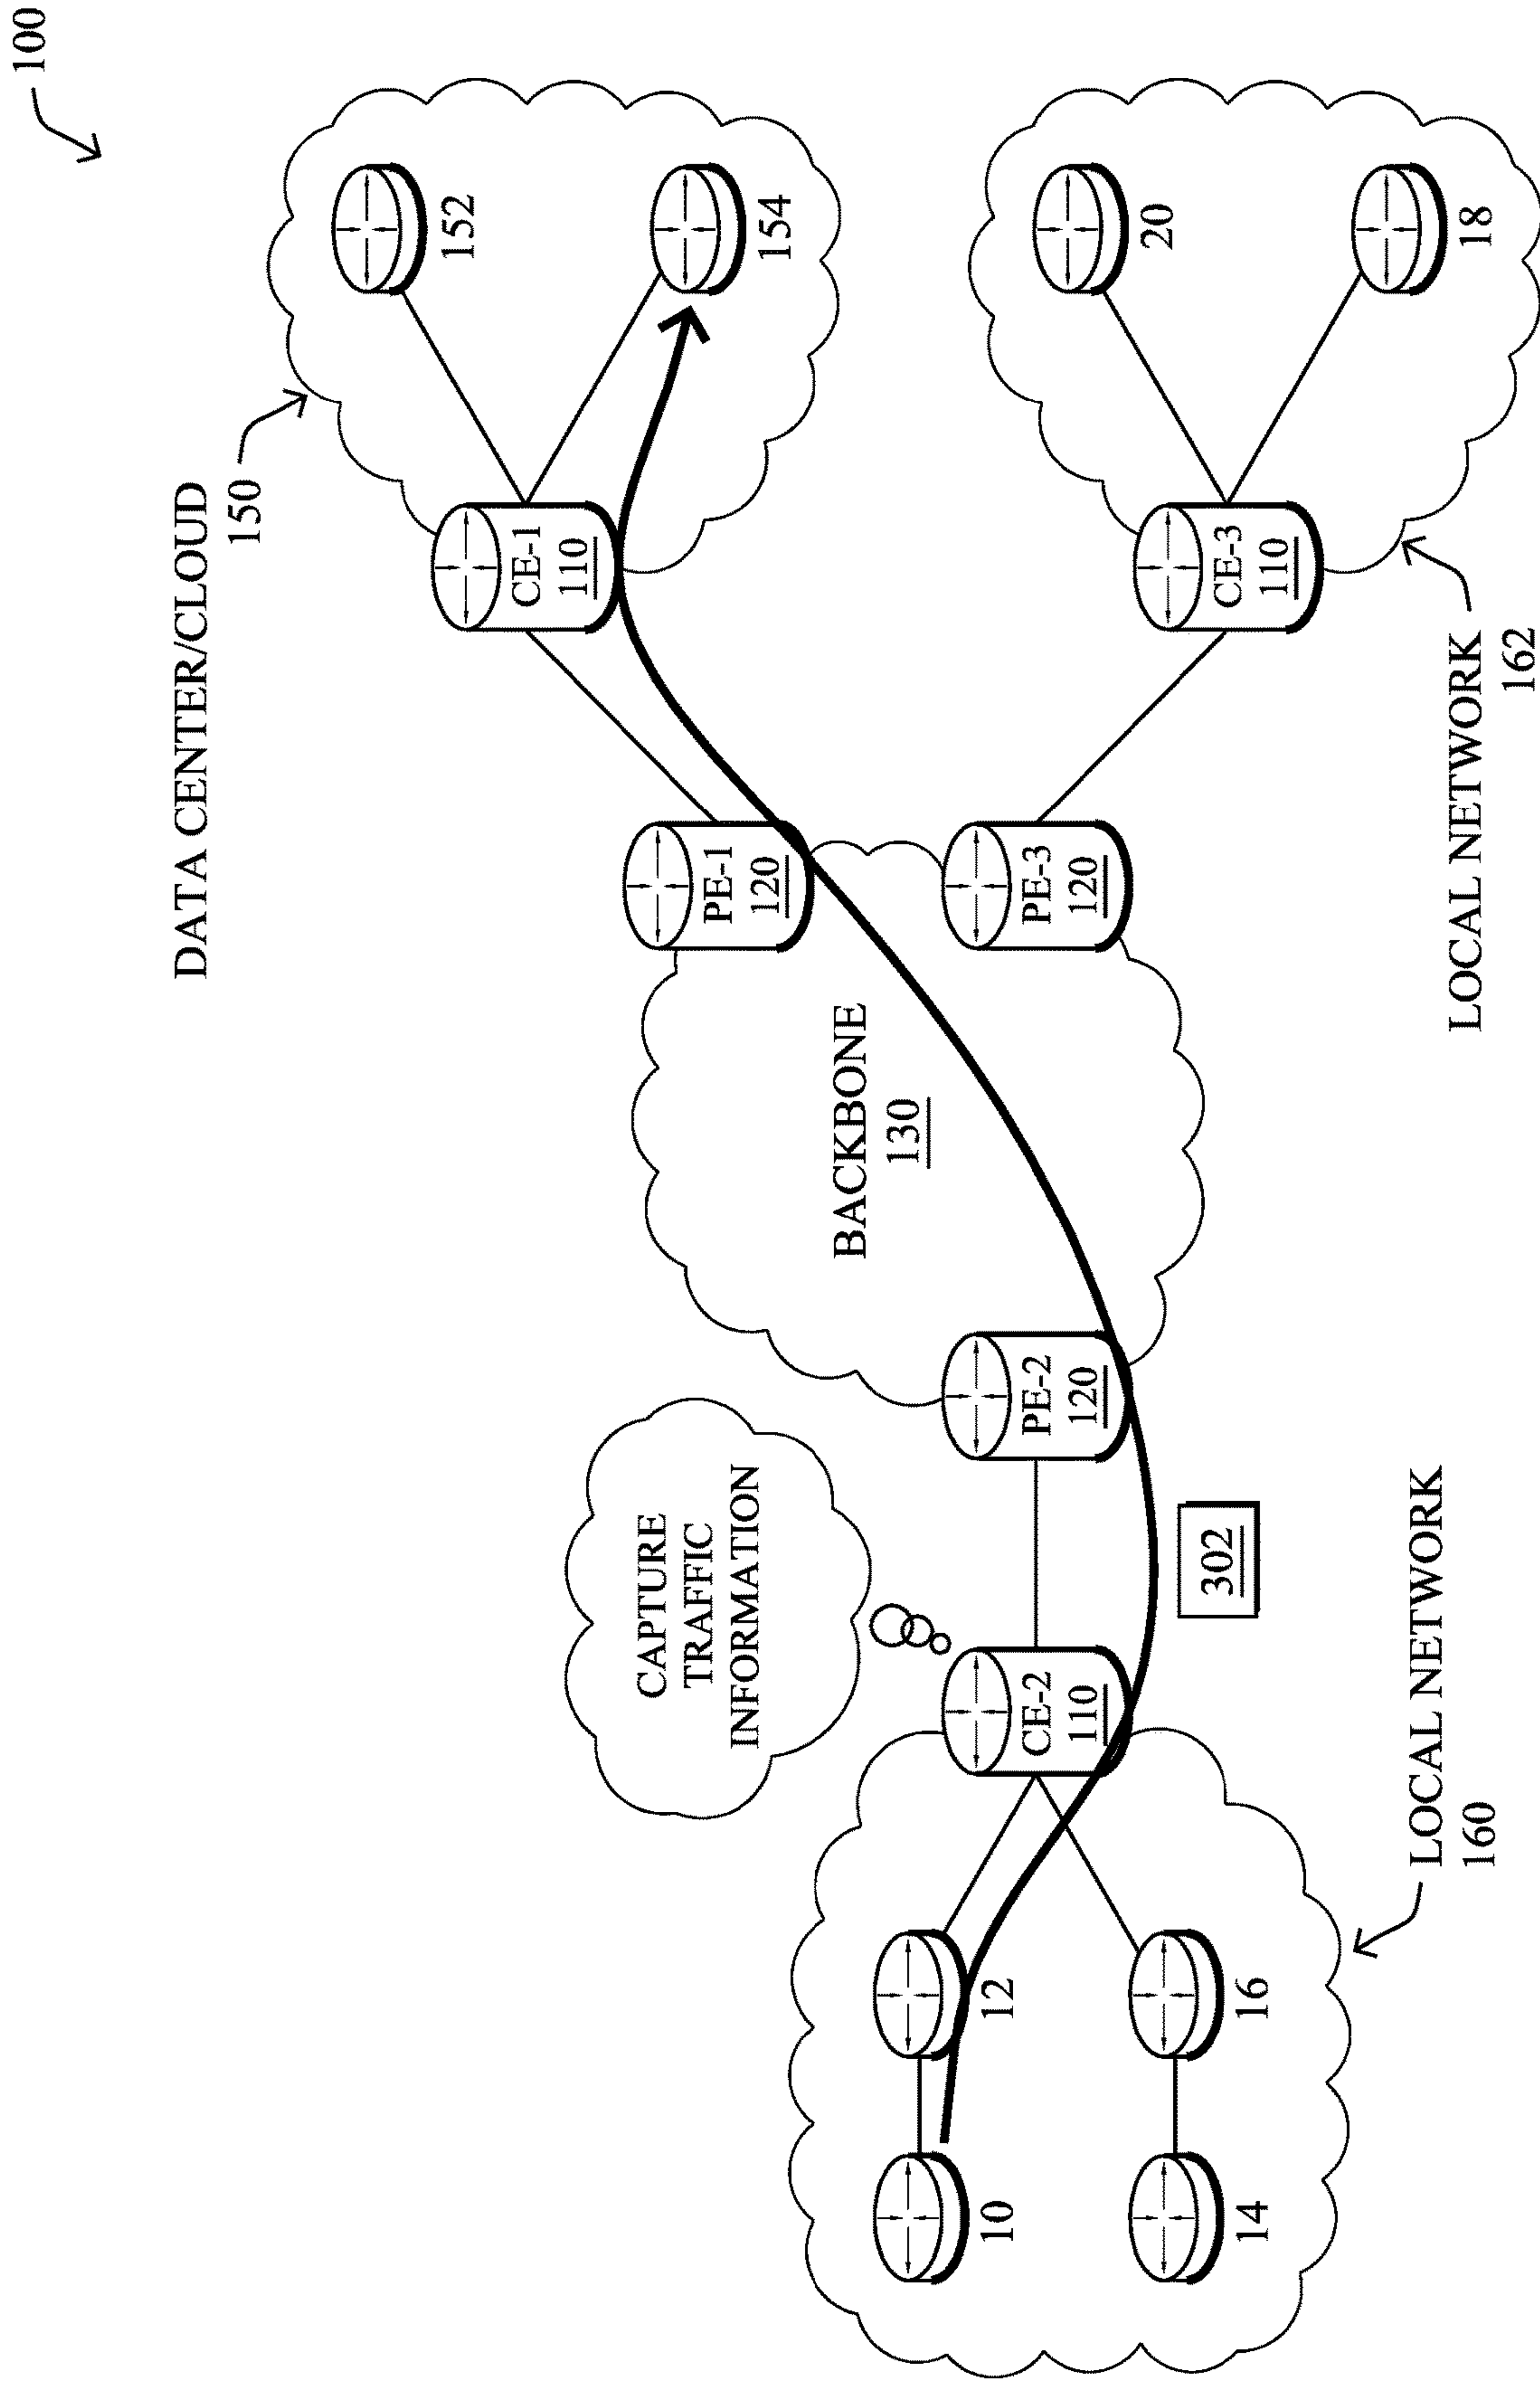 100
DATA CENTER/CLOUD
150
152
154
CE-1
110
PE-1
120
BACKBONE
130
PE-3
120
CE-3
110
20
18
LOCAL NETWORK
162
CAPTURE
TRAFFIC
INFORMATION
PE-2
120
302
CE-2
110
10
12
14
16
LOCAL NETWORK
160